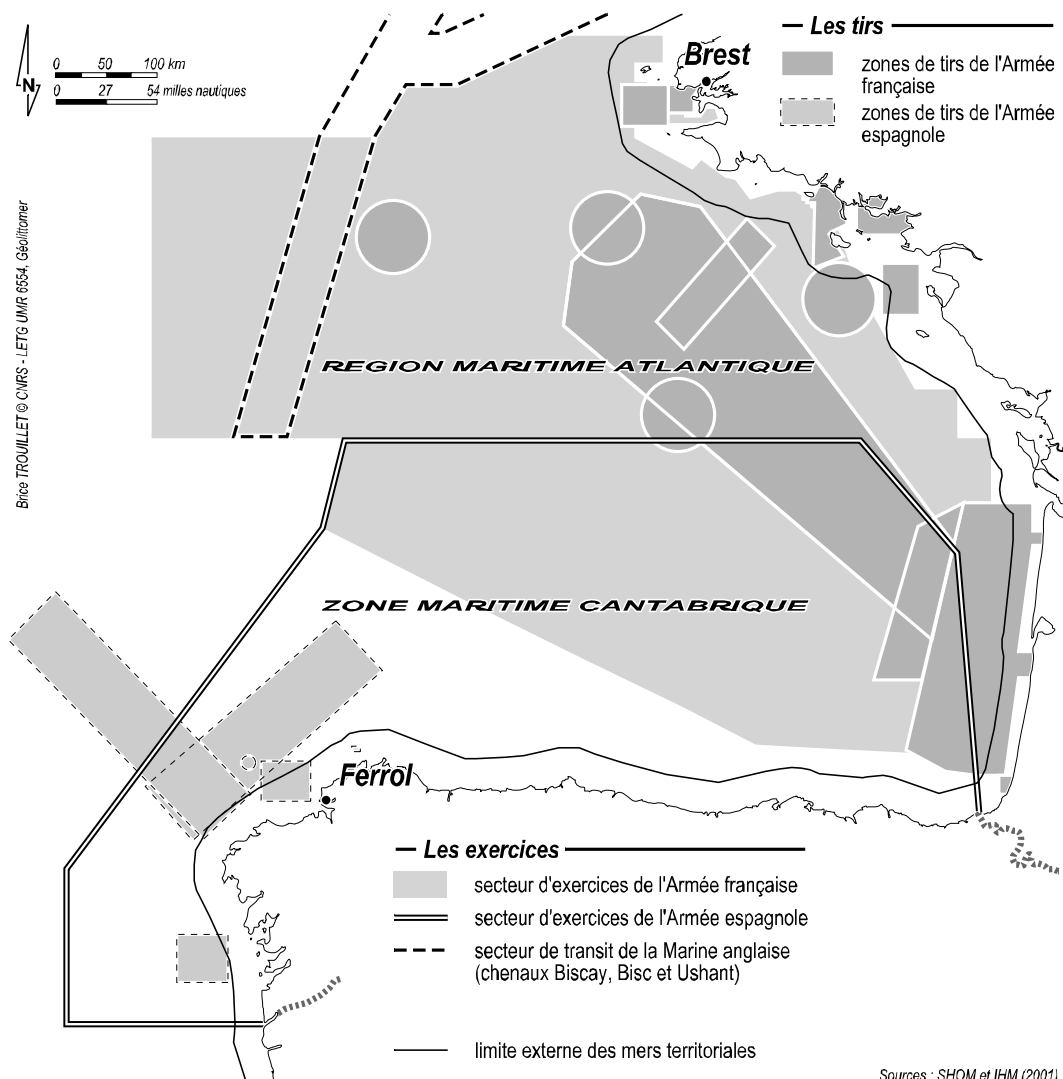 N
0 50 100 km
0 27 54 milles nautiques
Brest
Les tirs
zones de tirs de l'Armée
française
zones de tirs de l'Armée
espagnole
Brice TROUILLET © CNRS - LETG UMR 6554, Géolittomer
REGION MARITIME ATLANTIQUE
ZONE MARITIME CANTABRIQUE
Ferrol
Les exercices
secteur d'exercices de l'Armée française
secteur d'exercices de l'Armée espagnole
secteur de transit de la Marine anglaise
(chenaux Biscay, Bisc et Ushant)
limite externe des mers territoriales
Sources : SHOM et IHM (2001)